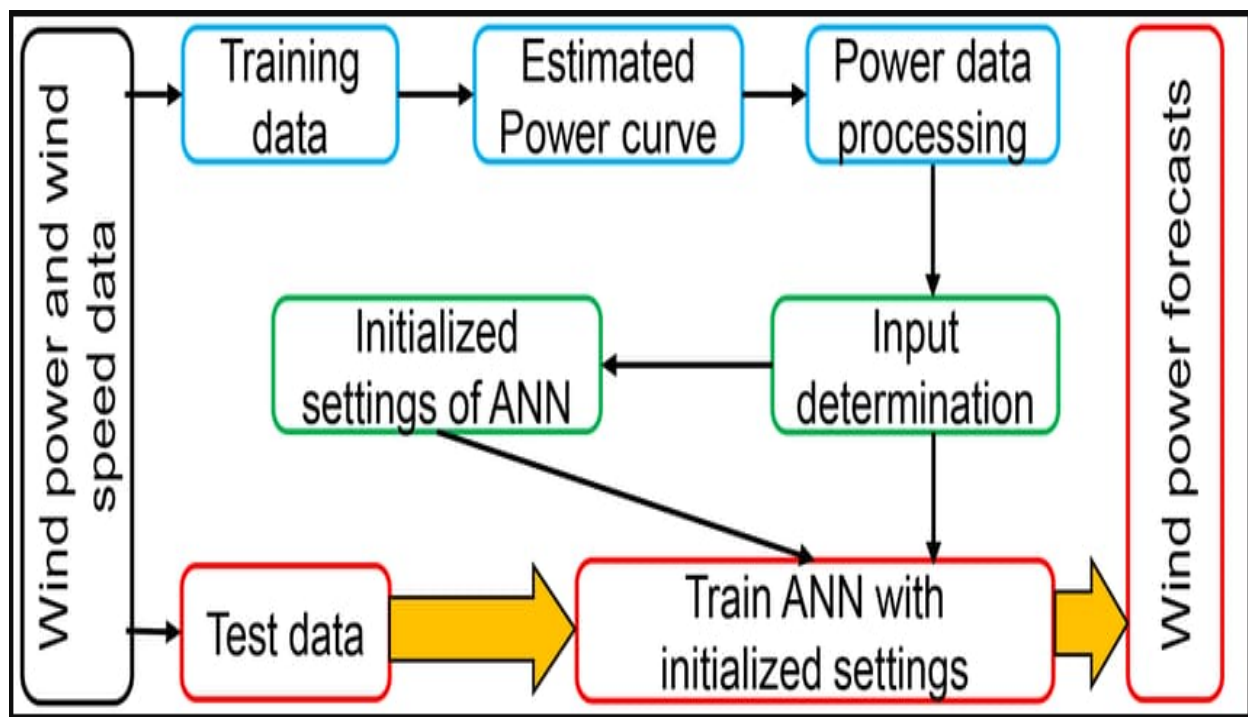 Wind power and wind
speed data
Training
data
Estimated
Power curve
Power data
processing
Initialized
settings of ANN
Input
determination
Test data
Train ANN with
initialized settings
Wind power forecasts